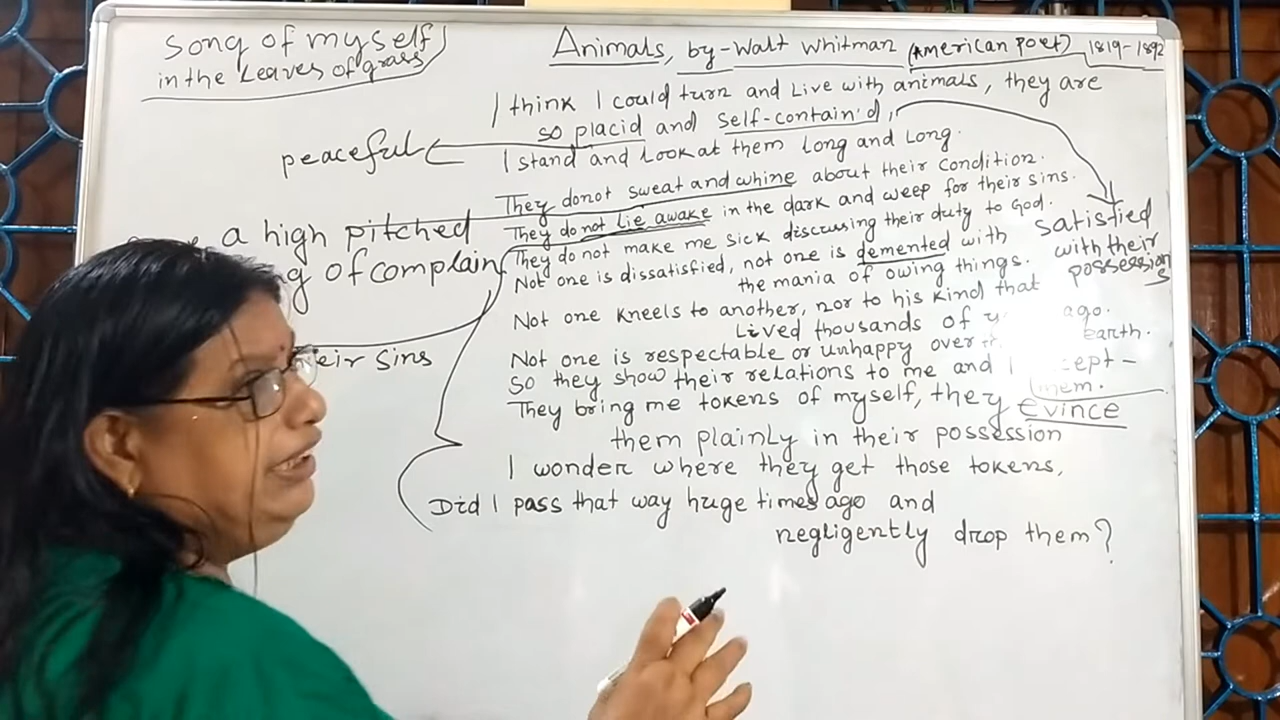 Song of myself
in the Leaves of grass
Animals, by-Walt Whitman (American Poet) 1819-1892
I think I could turn and Live with animals, they are
so placid and self-contain'd,
peaceful
I stand and Look at them Long and Long.
They donot sweat and whine about their condition.
They do not lie awake in the dark and weep for their sins.
They do not make me sick discussing their duty to God.
Not one is dissatisfied, not one is demented with
the mania of owing things.
satisfied
with their
possessions
a high pitched
of complain
Not one kneels to another, nor to his kind that
Lived thousands of ago.
Not one is respectable or unhappy over earth.
So they show their relations to me and I
them.
their sins
They bring me tokens of myself, they evince
them plainly in their possession
I wonder where they get those tokens,
Did I pass that way huge times ago and
negligently drop them?